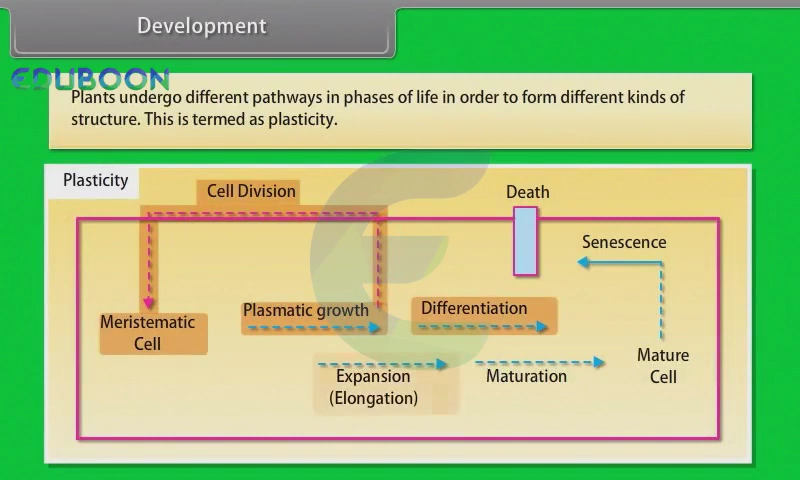 Development
EDUBOON
Plants undergo different pathways in phases of life in order to form different kinds of
structure. This is termed as plasticity.
Plasticity
Cell Division
Death
Senescence
Plasmatic growth
Differentiation
Meristematic
Cell
Expansion
(Elongation)
Maturation
Mature
Cell